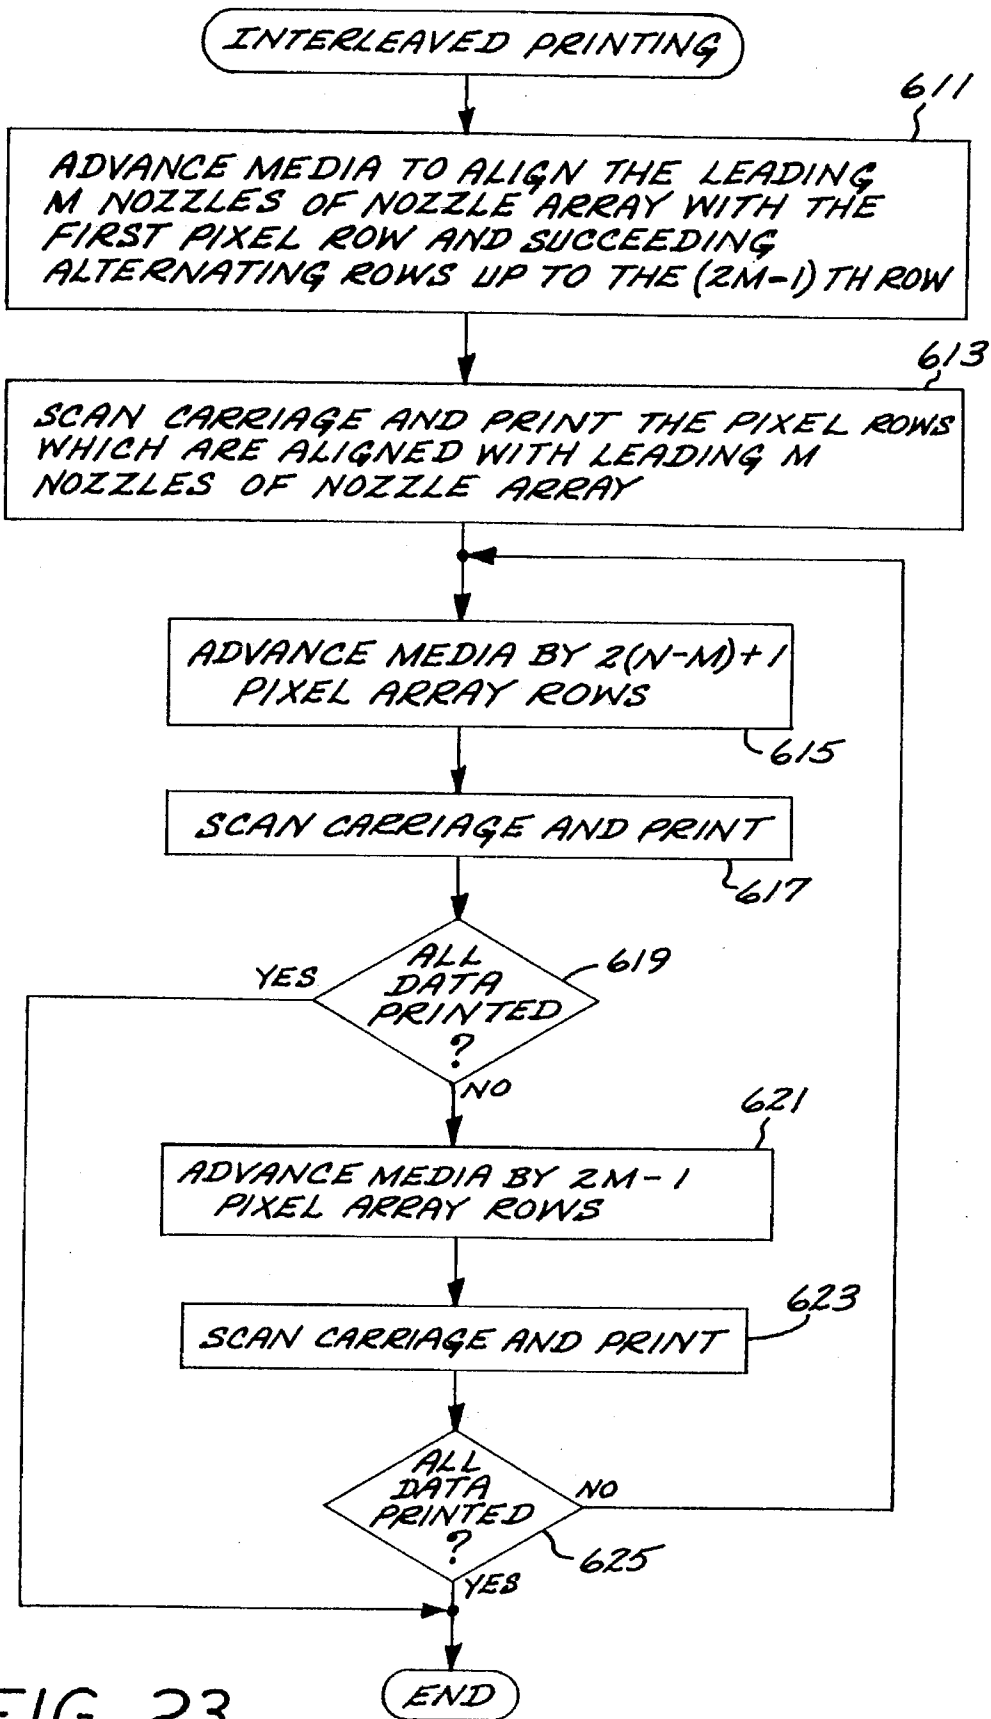 INTERLEAVED PRINTING
611
ADVANCE MEDIA TO ALIGN THE LEADING
M NOZZLES OF NOZZLE ARRAY WITH THE
FIRST PIXEL ROW AND SUCCEEDING
ALTERNATING ROWS UP TO THE (2M-1)TH ROW
613
SCAN CARRIAGE AND PRINT THE PIXEL ROWS
WHICH ARE ALIGNED WITH LEADING M
NOZZLES OF NOZZLE ARRAY
ADVANCE MEDIA BY 2(N-M)+1
PIXEL ARRAY ROWS
615
SCAN CARRIAGE AND PRINT
617
ALL
DATA
PRINTED
?
619
YES
NO
621
ADVANCE MEDIA BY 2M-1
PIXEL ARRAY ROWS
623
SCAN CARRIAGE AND PRINT
ALL
DATA
PRINTED
?
NO
625
YES
END
FIG. 23